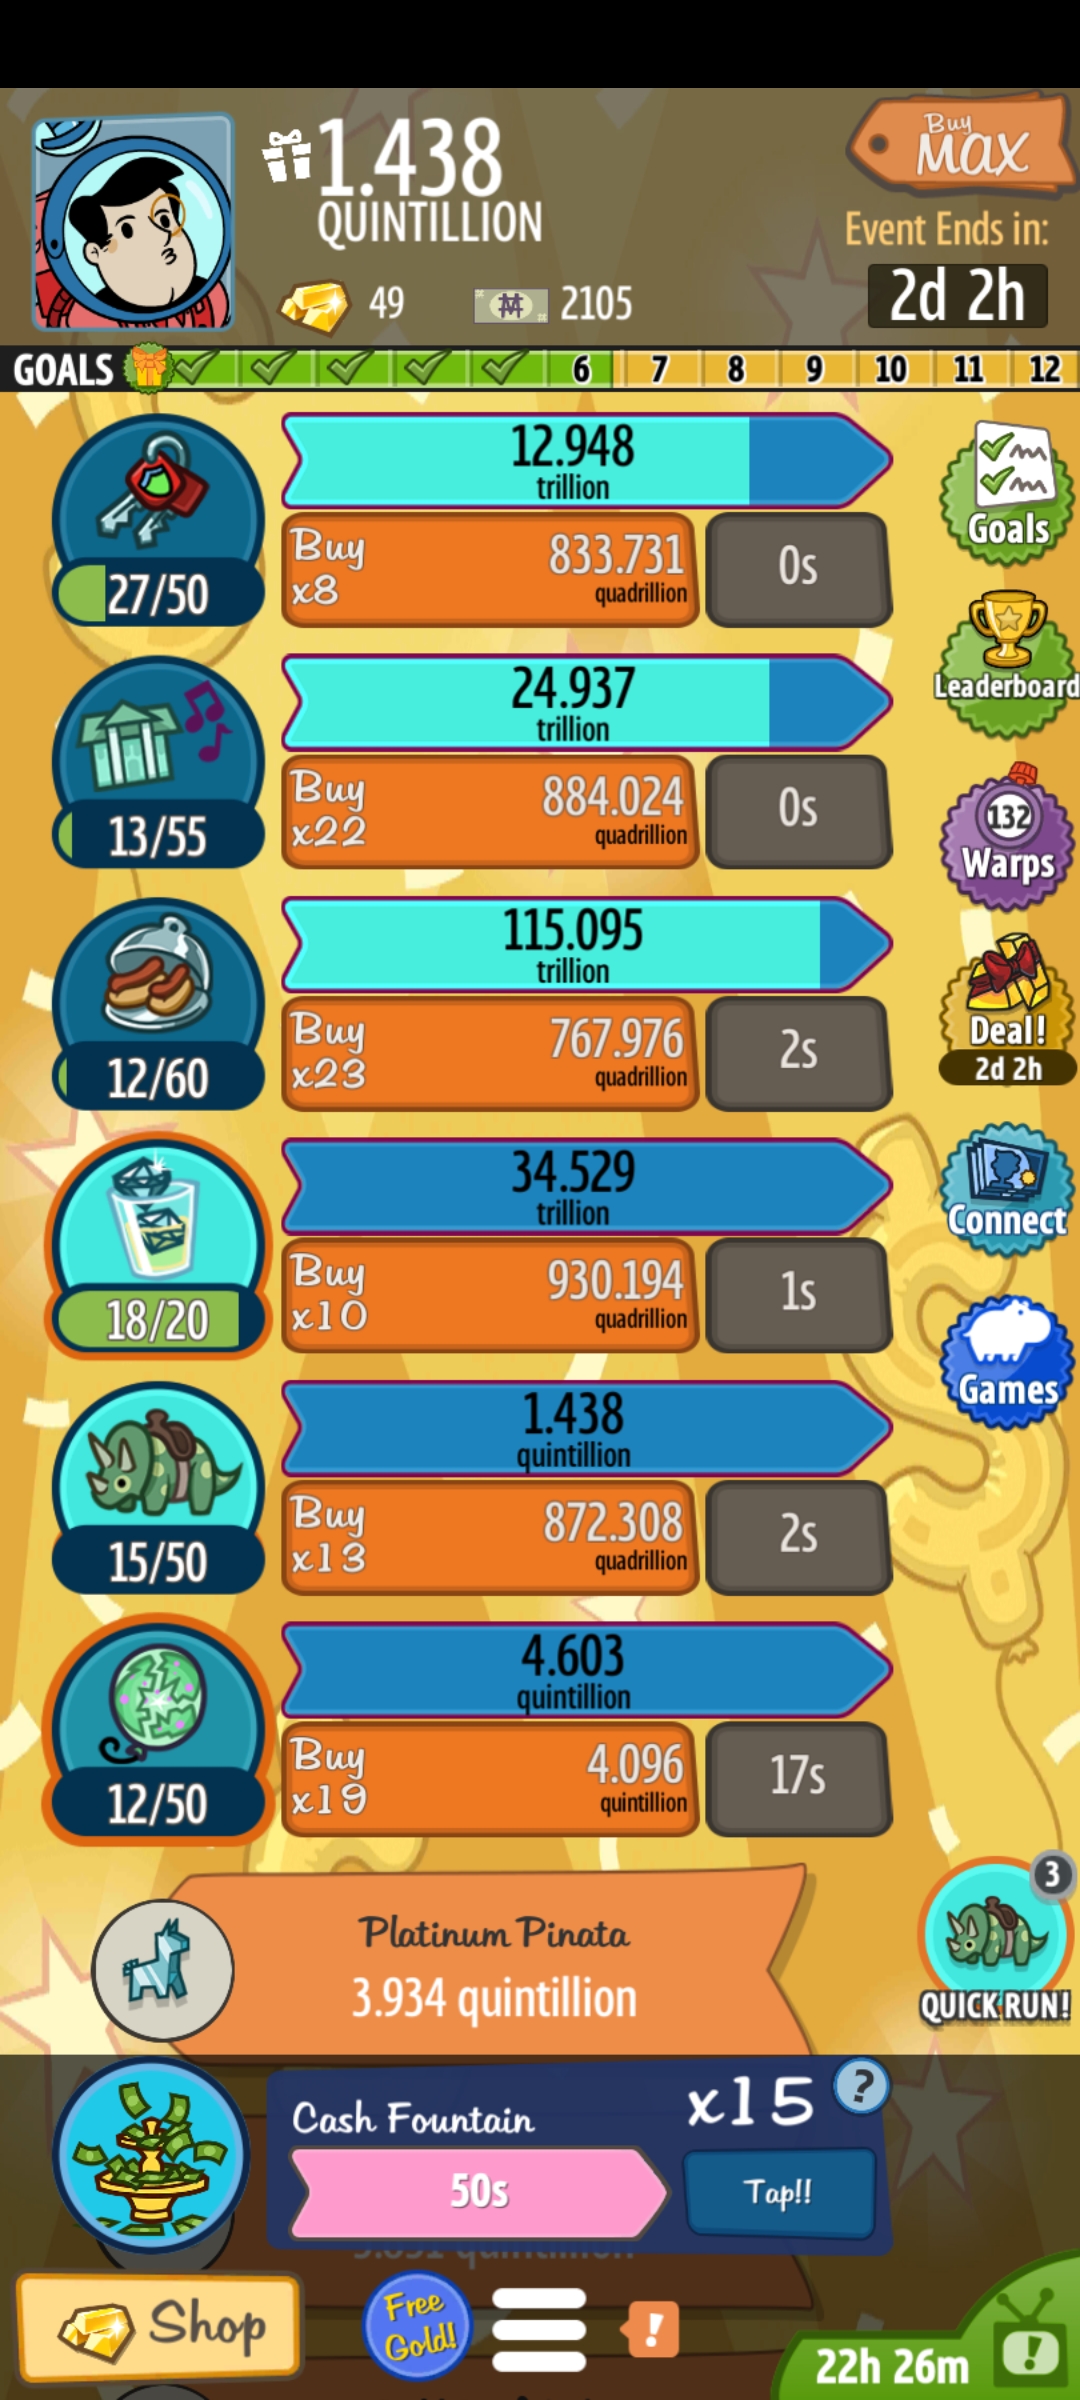 1.438
QUINTILLION
49
2105
Buy
MAX
Event Ends in:
2d 2h
GOALS
6
7
8
9
10
11
12
12.948
trillion
Buy
x8
833.731
quadrillion
0s
27/50
Goals
24.937
trillion
Buy
x22
884.024
quadrillion
0s
13/55
Leaderboard
115.095
trillion
Buy
x23
767.976
quadrillion
2s
12/60
132
Warps
Deal!
2d 2h
34.529
trillion
Buy
x10
930.194
quadrillion
1s
18/20
Connect
1.438
quintillion
Buy
x13
872.308
quadrillion
2s
15/50
Games
4.603
quintillion
Buy
x19
4.096
quintillion
17s
12/50
Platinum Pinata
3.934 quintillion
3
QUICK RUN!
Cash Fountain
x15
?
50s
Tap!!
Shop
Free
Gold!
!
22h 26m
!